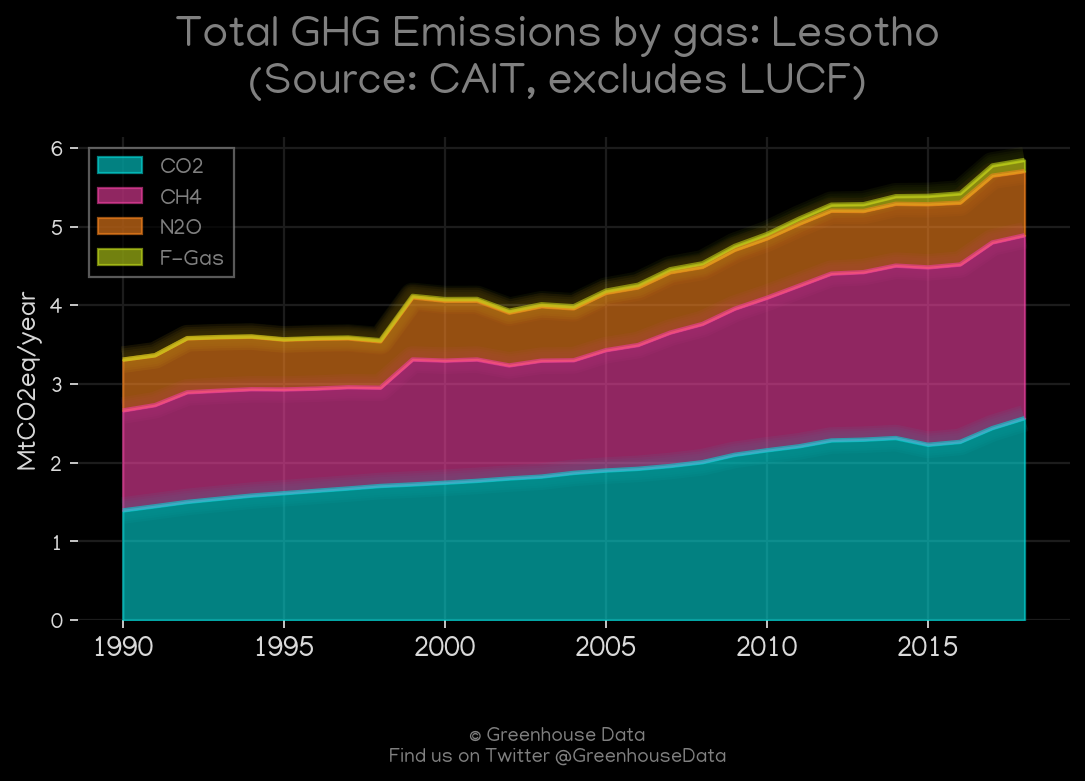 Total GHG Emissions by gas: Lesotho
(Source: CAIT, excludes LUCF)
6
5
4
3
2
1
0
MtCO2eq/year
CO2
CH4
N2O
F-Gas
1990 1995 2000 2005 2010 2015
© Greenhouse Data
Find us on Twitter @GreenhouseData